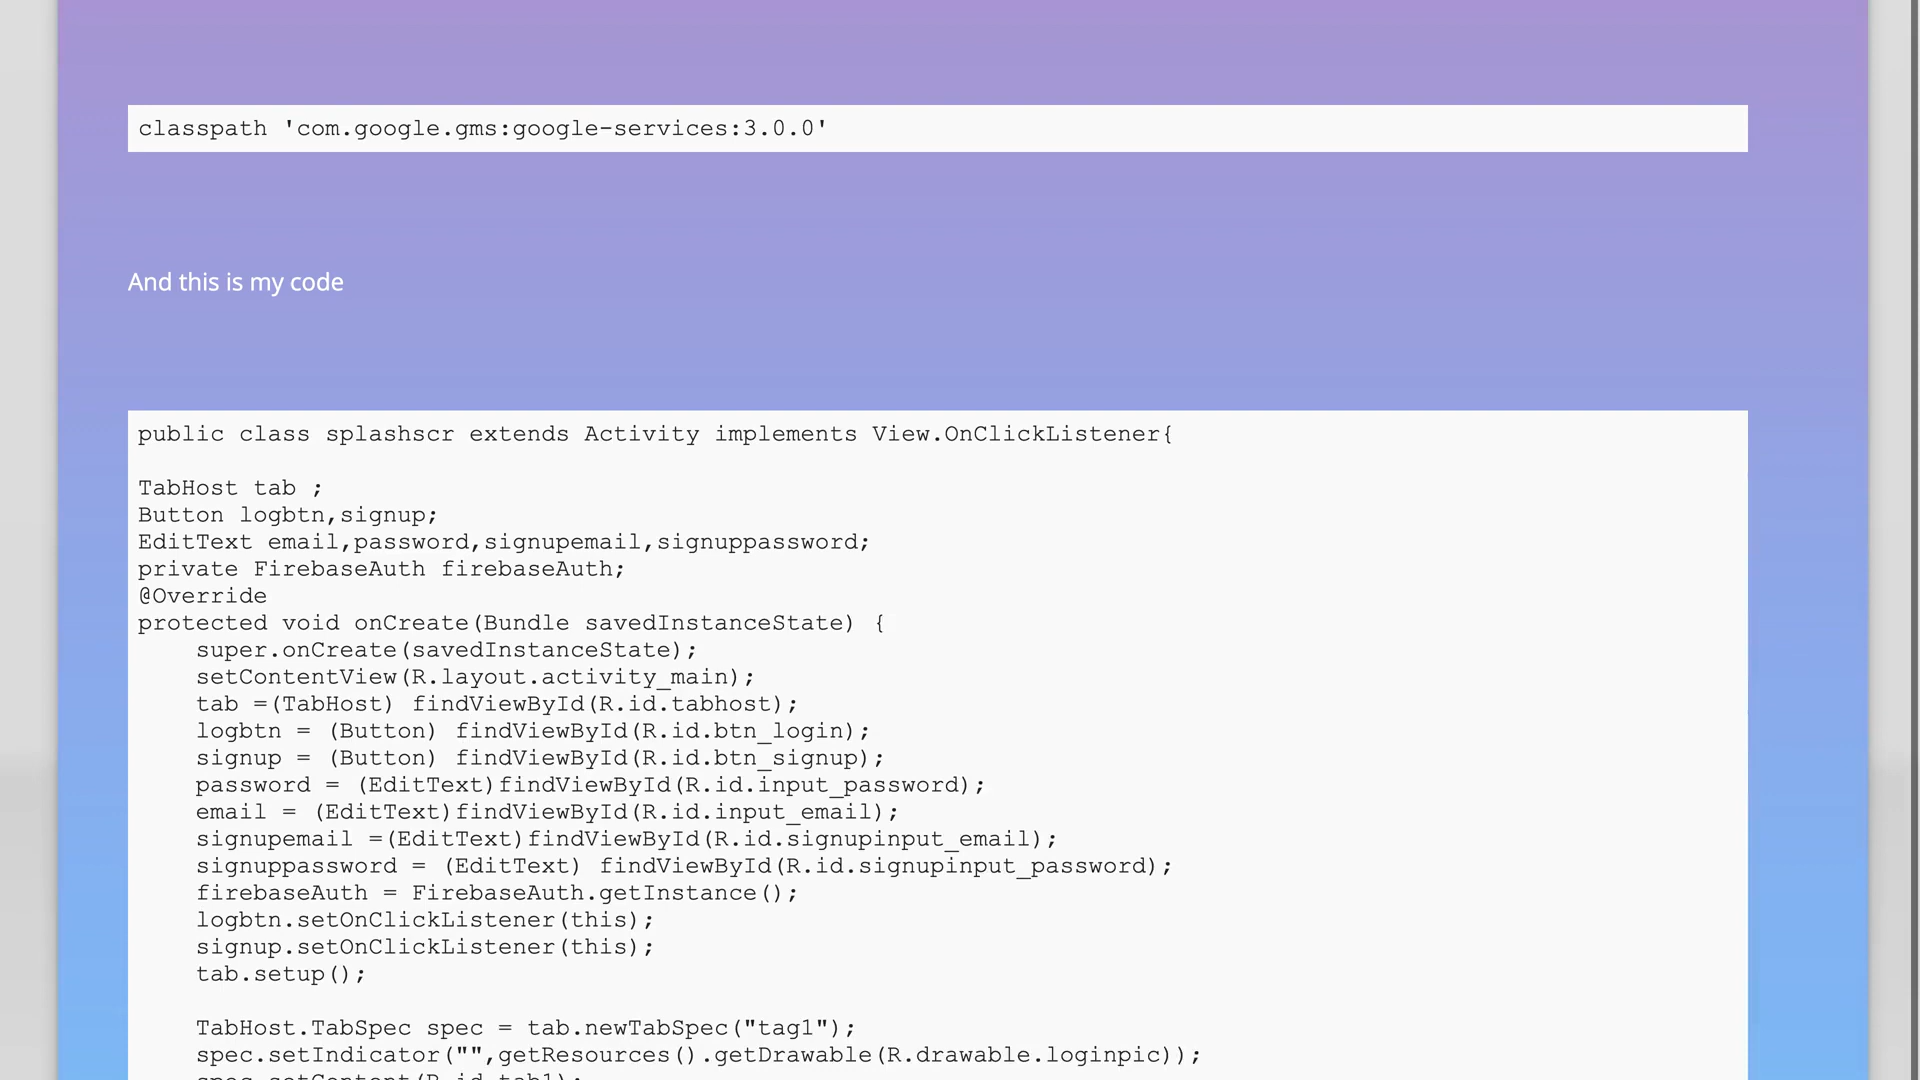 classpath 'com.google.gms:google-services:3.0.0'
And this is my code
public class splashscr extends Activity implements View.OnClickListener{
TabHost tab ;
Button logbtn,signup;
EditText email,password,signupemail,signuppassword;
private FirebaseAuth firebaseAuth;
@Override
protected void onCreate(Bundle savedInstanceState) {
    super.onCreate(savedInstanceState);
    setContentView(R.layout.activity_main);
    tab =(TabHost) findViewById(R.id.tabhost);
    logbtn = (Button) findViewById(R.id.btn_login);
    signup = (Button) findViewById(R.id.btn_signup);
    password = (EditText)findViewById(R.id.input_password);
    email = (EditText)findViewById(R.id.input_email);
    signupemail =(EditText)findViewById(R.id.signupinput_email);
    signuppassword = (EditText) findViewById(R.id.signupinput_password);
    firebaseAuth = FirebaseAuth.getInstance();
    logbtn.setOnClickListener(this);
    signup.setOnClickListener(this);
    tab.setup();
    TabHost.TabSpec spec = tab.newTabSpec("tag1");
    spec.setIndicator("",getResources().getDrawable(R.drawable.loginpic));
    spec.setContent(R.id.tab1);